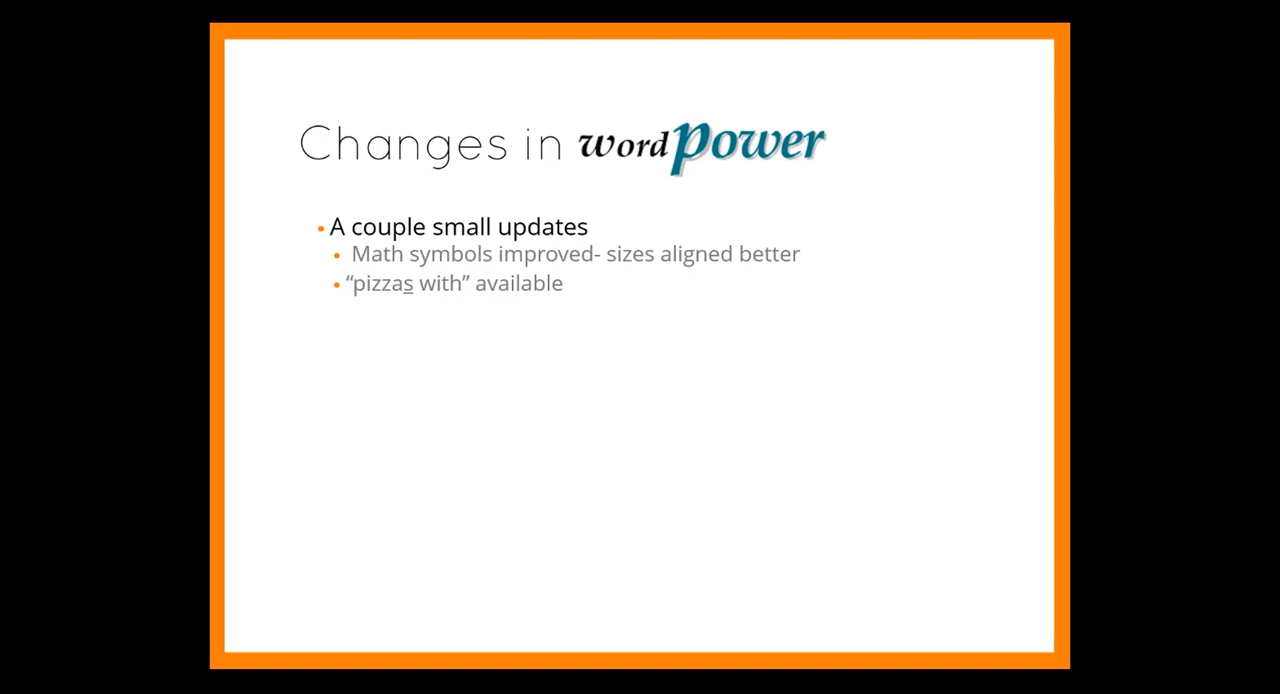 Changes in wordpower
• A couple small updates
• Math symbols improved- sizes aligned better
• “pizzas with” available